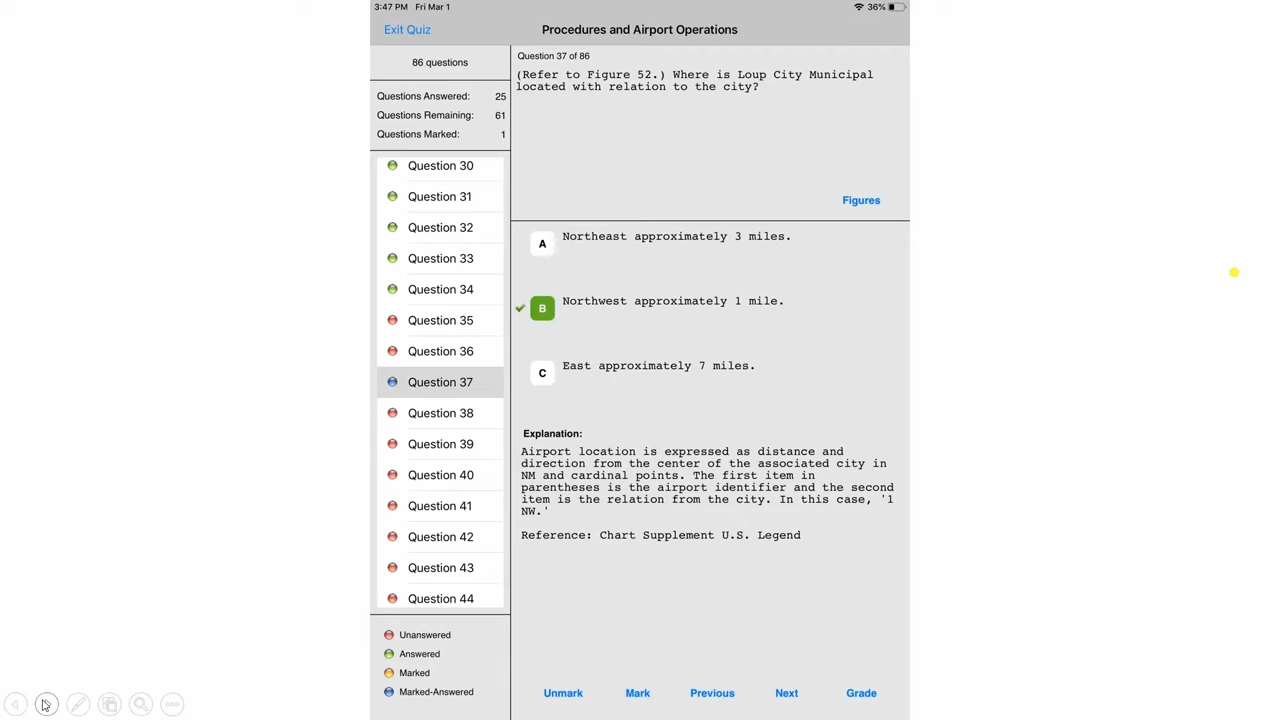 3:47 PM Fri Mar 1
36%
Exit Quiz
Procedures and Airport Operations
86 questions
Questions Answered: 25
Questions Remaining: 61
Questions Marked: 1
Question 30
Question 31
Question 32
Question 33
Question 34
Question 35
Question 36
Question 37
Question 38
Question 39
Question 40
Question 41
Question 42
Question 43
Question 44
Unanswered
Answered
Marked
Marked-Answered
Question 37 of 86
(Refer to Figure 52.) Where is Loup City Municipal
located with relation to the city?
Figures
A Northeast approximately 3 miles.
B Northwest approximately 1 mile.
C East approximately 7 miles.
Explanation:
Airport location is expressed as distance and
direction from the center of the associated city in
NM and cardinal points. The first item in
parentheses is the airport identifier and the second
item is the relation from the city. In this case, '1
NW.'
Reference: Chart Supplement U.S. Legend
Unmark Mark Previous Next Grade